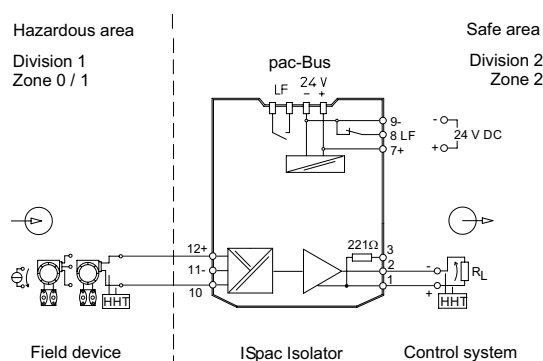 Hazardous area
Safe area
Division 1
Zone 0 / 1
Division 2
Zone 2
pac-Bus
LF
24 V
- +
9-
8 LF
7+
-
+
24 V DC
12+
11-
10
221Ω
3
2
1
-
+
RL
HHT
HHT
Field device
ISpac Isolator
Control system